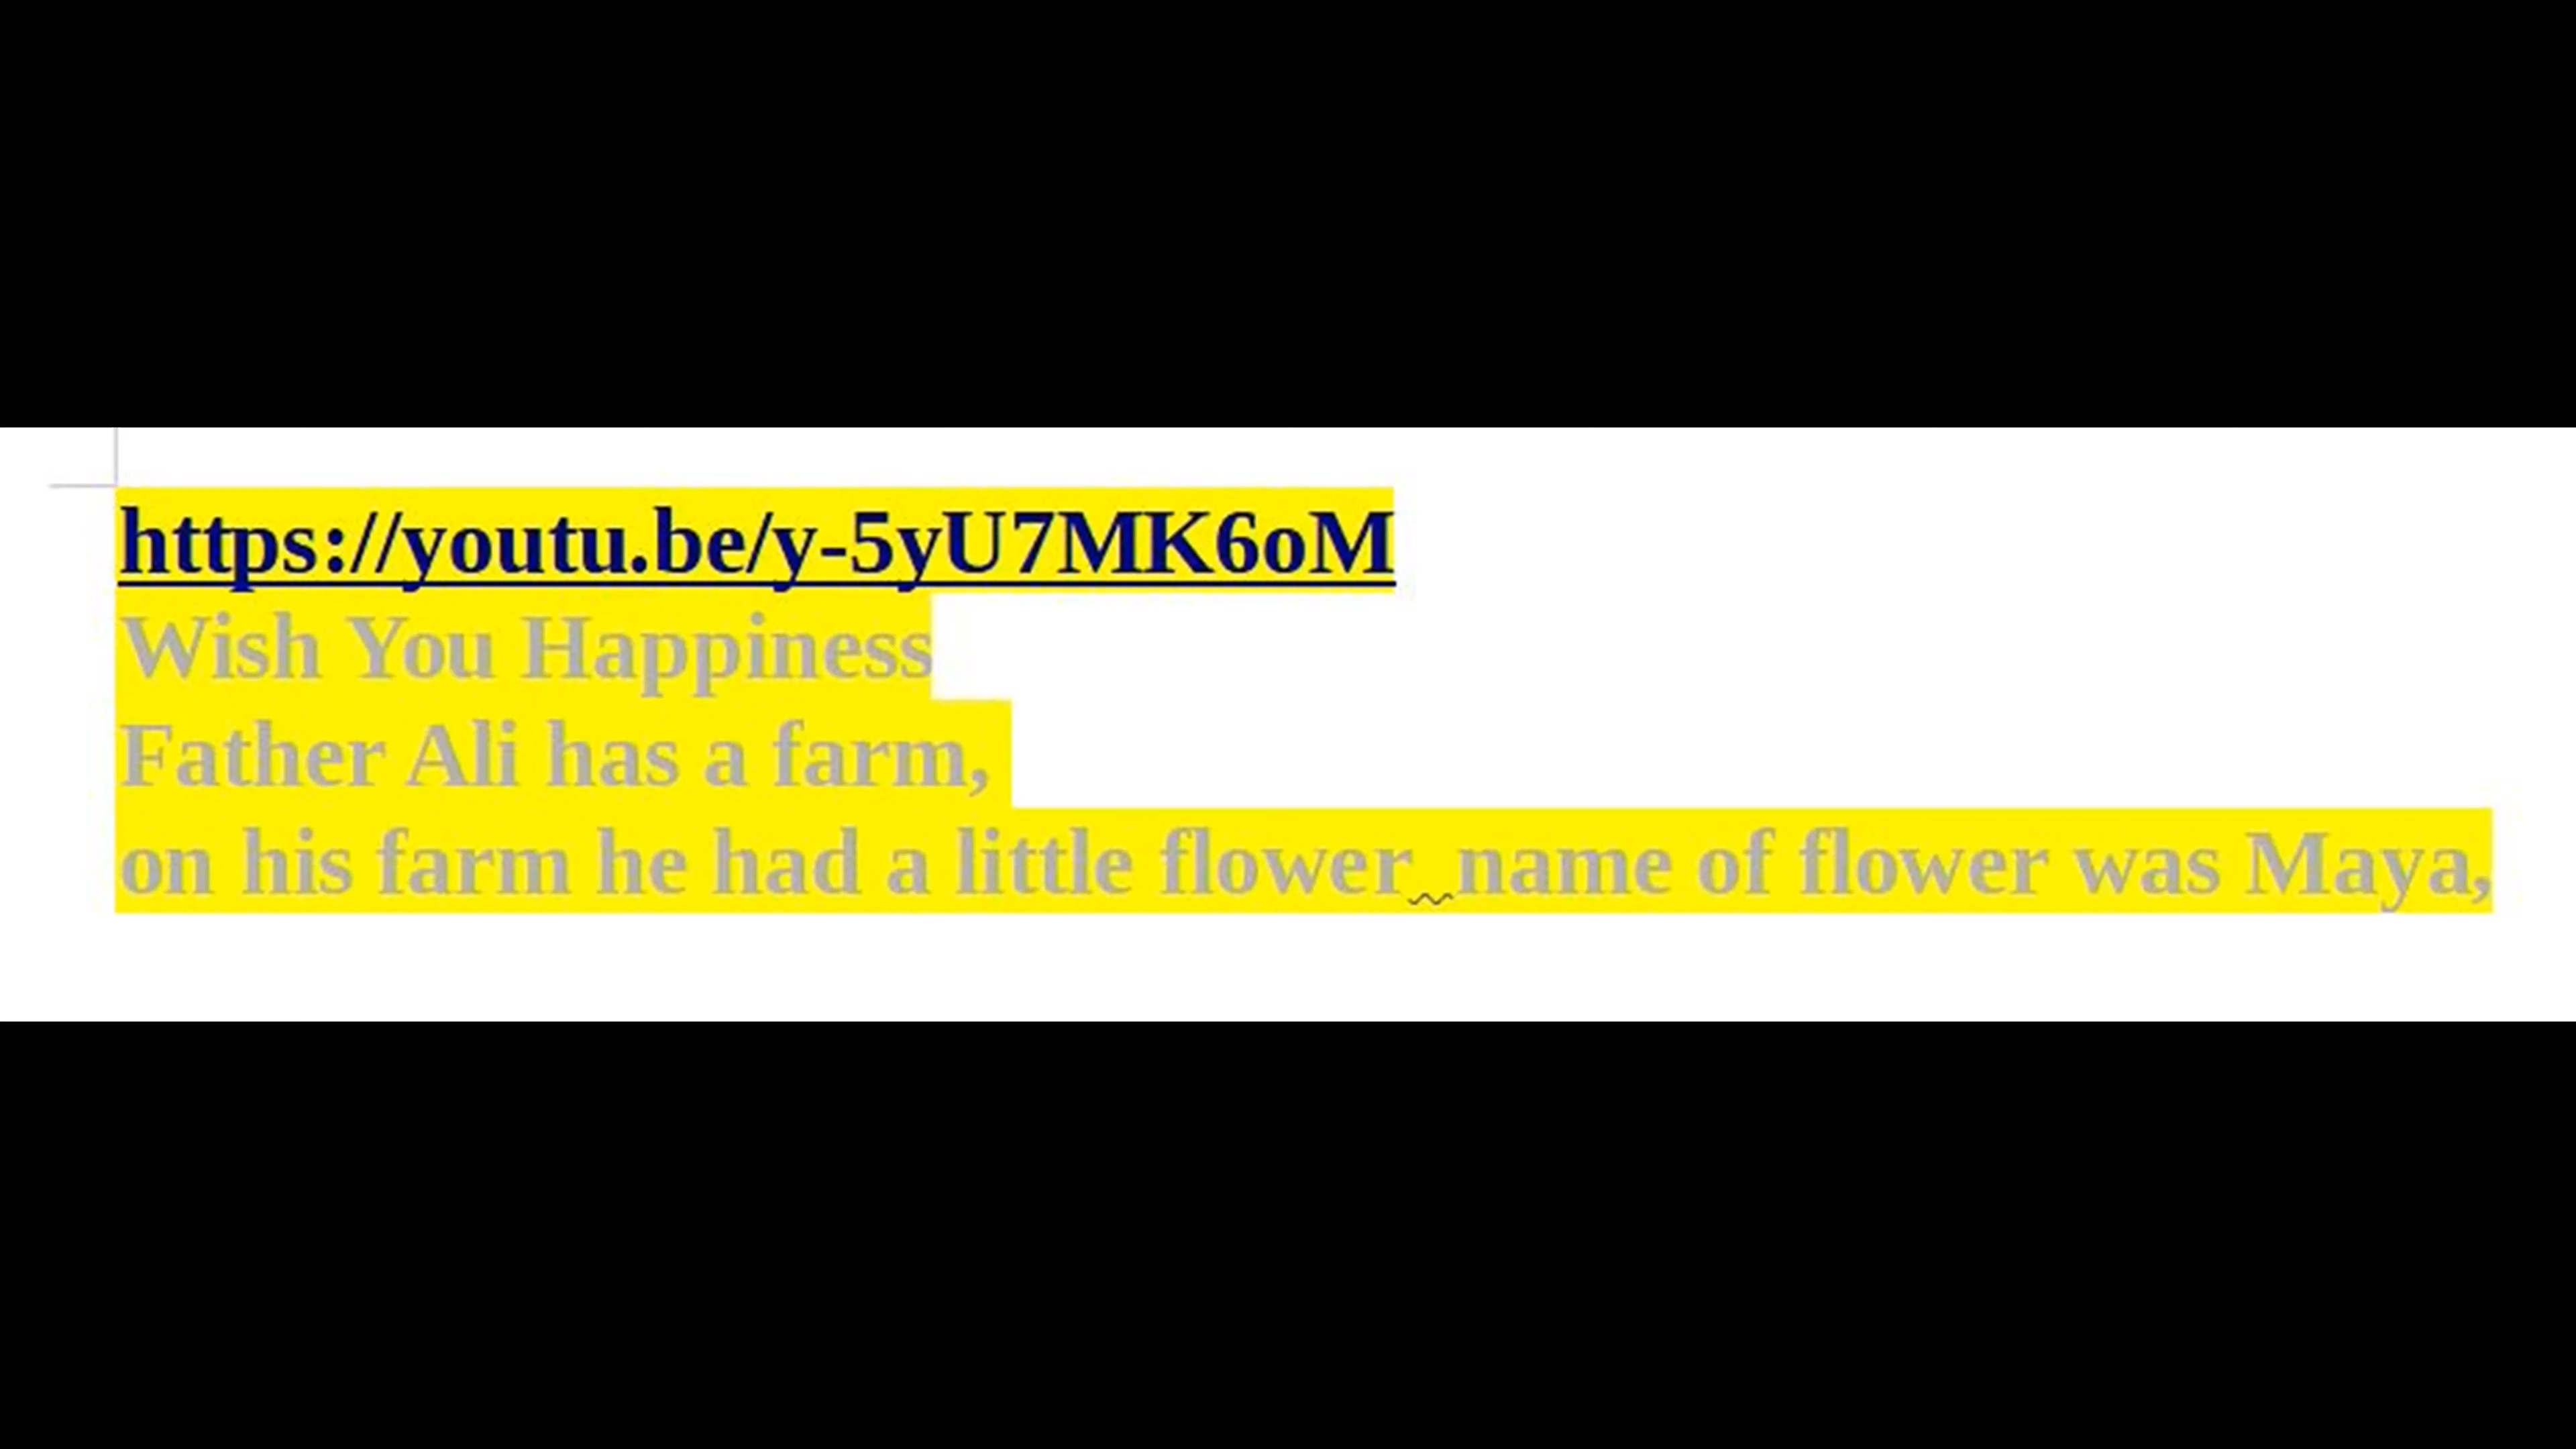 https://youtu.be/y-5yU7MK6oM
Wish You Happiness
Father Ali has a farm,
on his farm he had a little flower  name of flower was Maya,